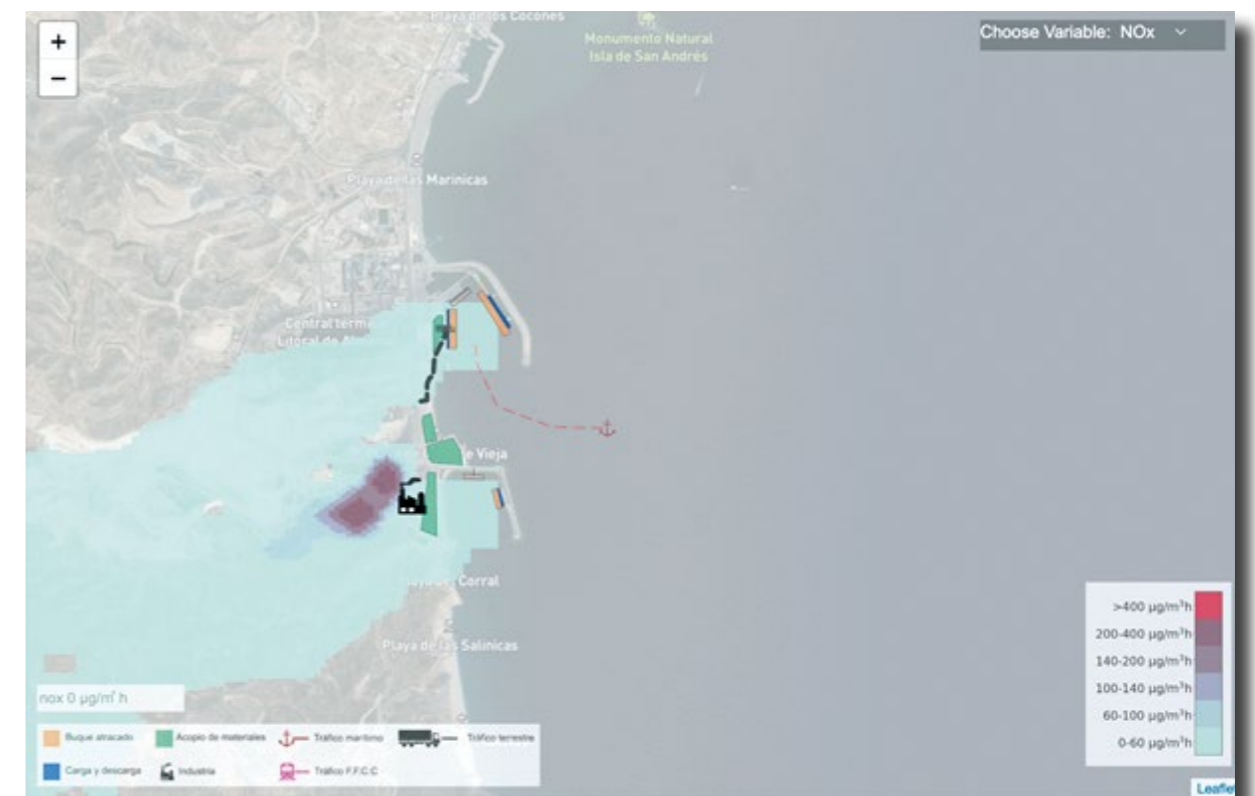 Playa de los Cocones
+
−
Monumento Natural
Isla de San Andrés
Choose Variable: NOx
Playa de las Marinicas
Central térm
Litoral de Al
e Vieja
Corral
Playa de las Salinicas
>400 µg/m³h
200-400 µg/m³h
140-200 µg/m³h
100-140 µg/m³h
60-100 µg/m³h
0-60 µg/m³h
nox 0 µg/m³ h
Buque atracado
Acopio de materiales
Tráfico marítimo
Tráfico terrestre
Carga y descarga
Industria
Tráfico F.F.C.C
Leafle